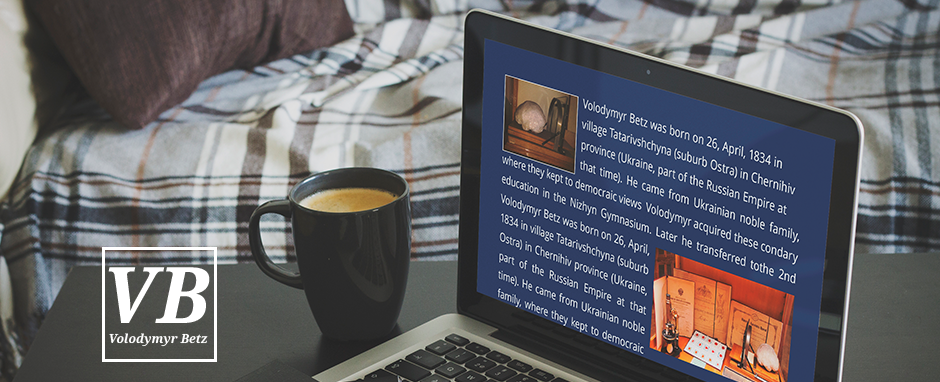 Volodymyr Betz was born on 26, April, 1834 in
village Tatarivshchyna (suburb Ostra) in Chernihiv
province (Ukraine, part of the Russian Empire at
that time). He came from Ukrainian noble family,
where they kept to democraic views Volodymyr acquired these condary
education in the Nizhyn Gymnasium. Later he transferred tothe 2nd
Volodymyr Betz was born on 26, April,
1834 in village Tatarivshchyna (suburb
Ostra) in Chernihiv province (Ukraine,
part of the Russian Empire at that
time). He came from Ukrainian noble
family, where they kept to democraic
VB
Volodymyr Betz